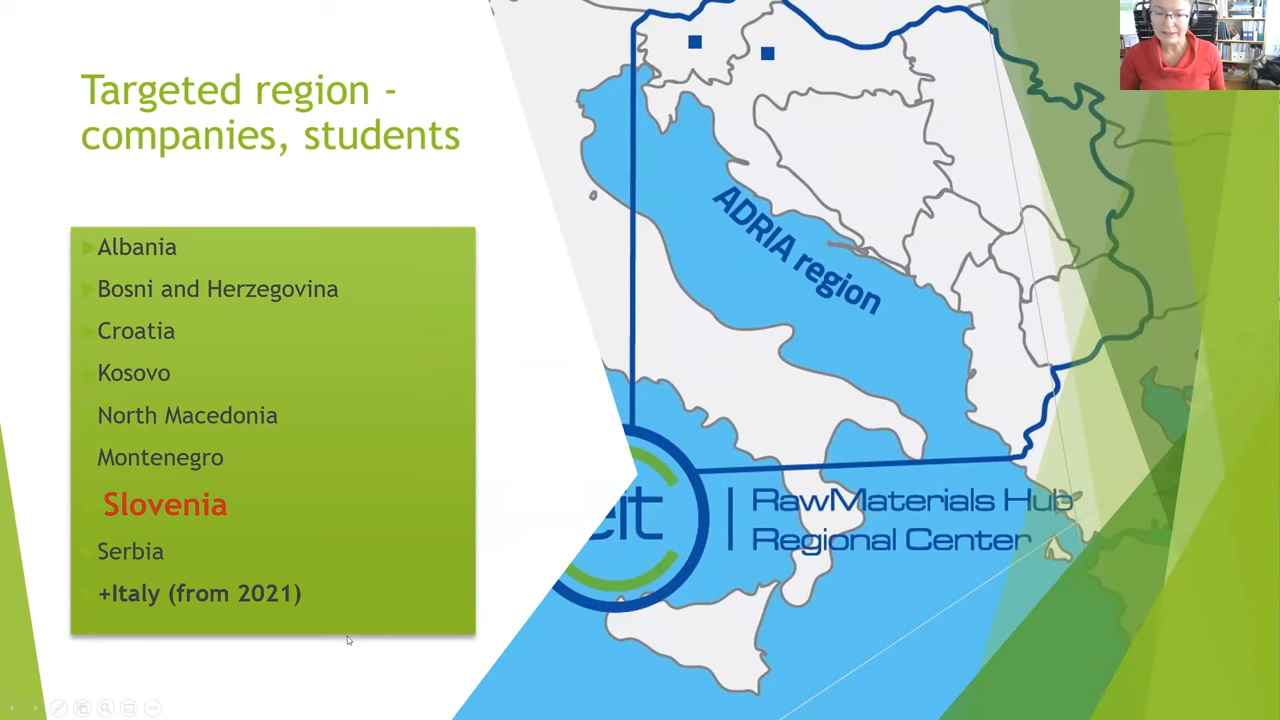 Targeted region -
companies, students
Albania
Bosni and Herzegovina
Croatia
Kosovo
North Macedonia
Montenegro
Slovenia
Serbia
+Italy (from 2021)
ADRIA region
eit
RawMaterials Hub
Regional Center